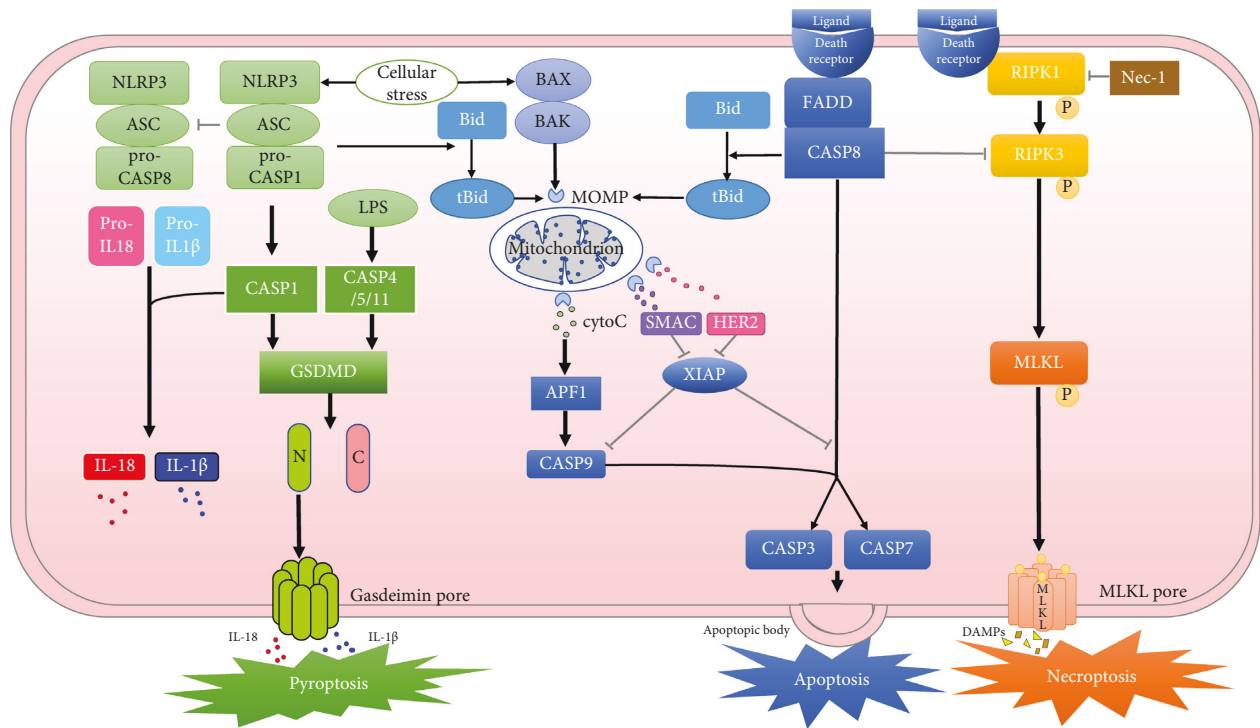 Ligand
Death
receptor
Ligand
Death
receptor
NLRP3
ASC
pro-
CASP8
NLRP3
ASC
pro-
CASP1
Cellular
stress
BAX
BAK
Bid
tBid
MOMP
Bid
tBid
FADD
CASP8
RIPK1
Nec-1
P
RIPK3
P
Pro-
IL18
Pro-
IL1β
LPS
CASP1
CASP4
/5/11
Mitochondrion
cytoC
SMAC
HER2
XIAP
MLKL
P
GSDMD
APF1
N
C
IL-18
IL-1β
CASP9
CASP3
CASP7
Gasdeimin pore
MLKL pore
M
L
K
L
IL-18
IL-1β
Apoptopic body
DAMPs
Pyroptosis
Apoptosis
Necroptosis